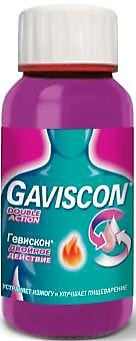 GAVISCON
DOUBLE
ACTION
Гевискон®
ДВОЙНОЕ
ДЕЙСТВИЕ
УСТРАНЯЕТ ИЗЖОГУ и УЛУЧШАЕТ ПИЩЕВАРЕНИЕ